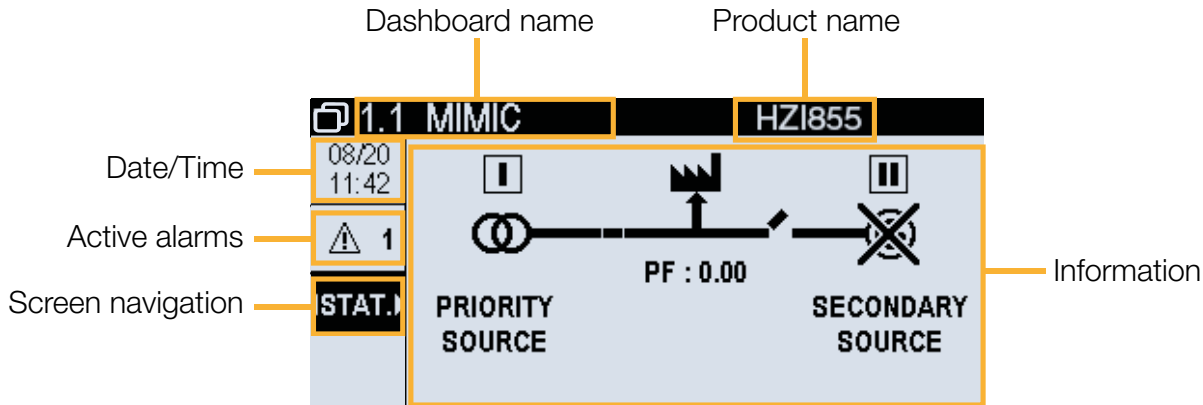 Dashboard name
Product name
1.1 MIMIC
HZI855
Date/Time
08/20
11:42
I
II
Active alarms
1
PF : 0.00
Information
Screen navigation
STAT.
PRIORITY
SOURCE
SECONDARY
SOURCE